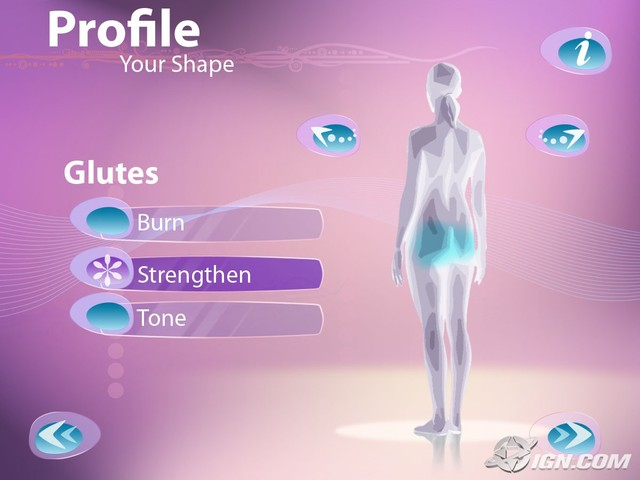 Profile
Your Shape
i
Glutes
Burn
Strengthen
Tone
IGN.COM